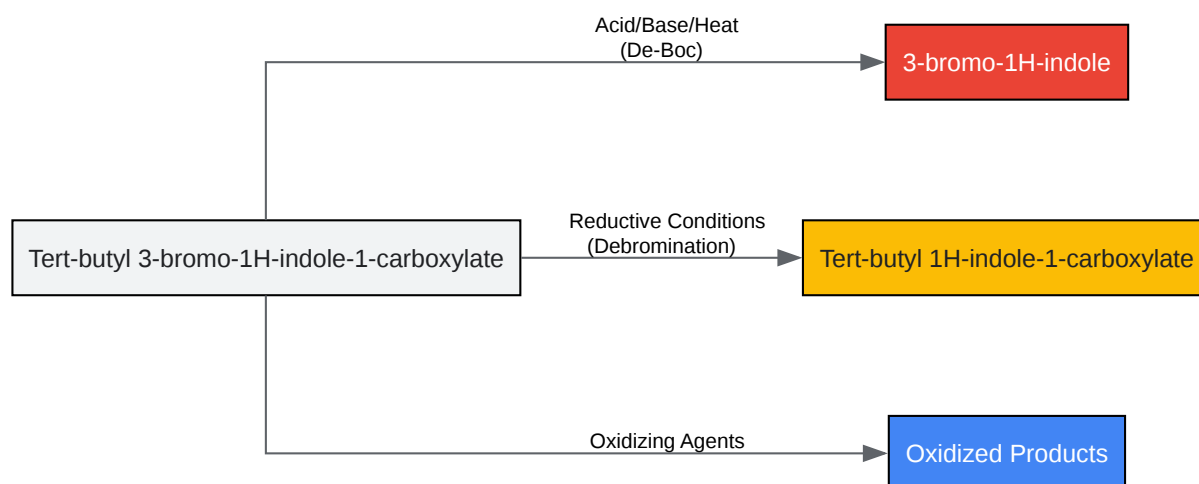 Acid/Base/Heat
(De-Boc)
3-bromo-1H-indole
Reductive Conditions
(Debromination)
Tert-butyl 3-bromo-1H-indole-1-carboxylate
Tert-butyl 1H-indole-1-carboxylate
Oxidizing Agents
Oxidized Products